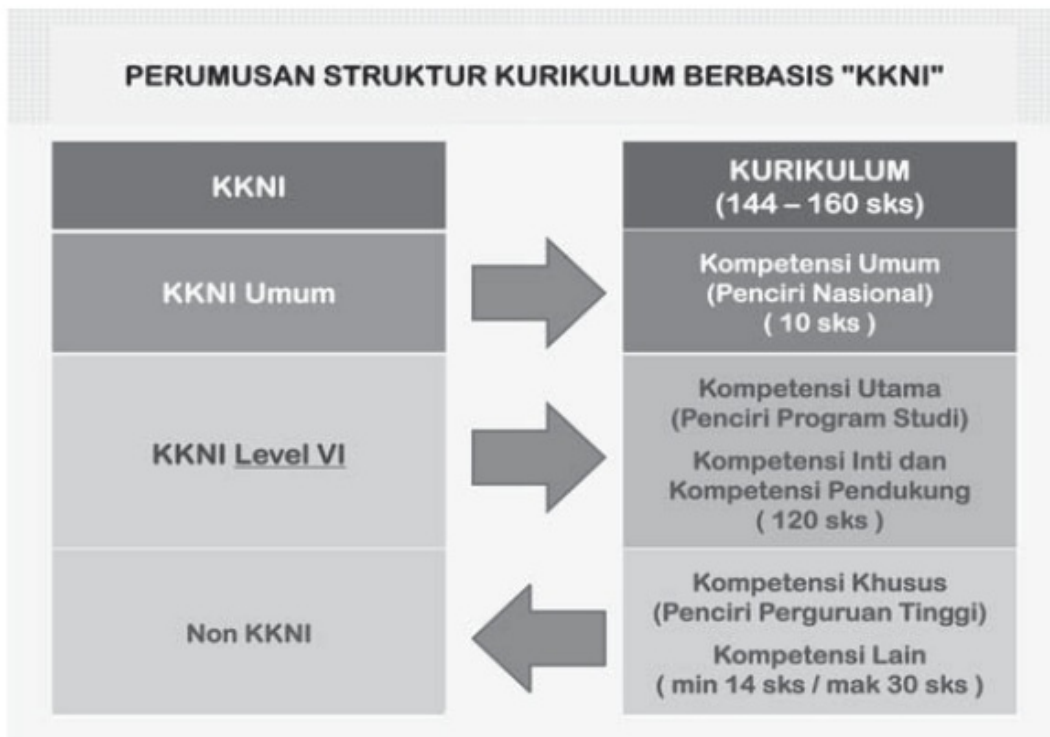 PERUMUSAN STRUKTUR KURIKULUM BERBASIS "KKNI"
KKNI
KURIKULUM
(144 – 160 sks)
KKNI Umum
Kompetensi Umum
(Penciri Nasional)
( 10 sks )
KKNI Level VI
Kompetensi Utama
(Penciri Program Studi)
Kompetensi Inti dan
Kompetensi Pendukung
( 120 sks )
Non KKNI
Kompetensi Khusus
(Penciri Perguruan Tinggi)
Kompetensi Lain
( min 14 sks / mak 30 sks )